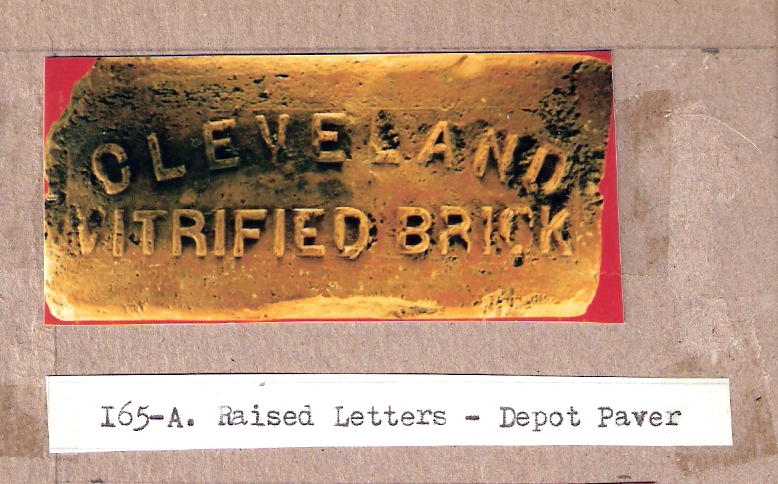 CLEVELAND
VITRIFIED BRICK
165-A. Raised Letters - Depot Paver